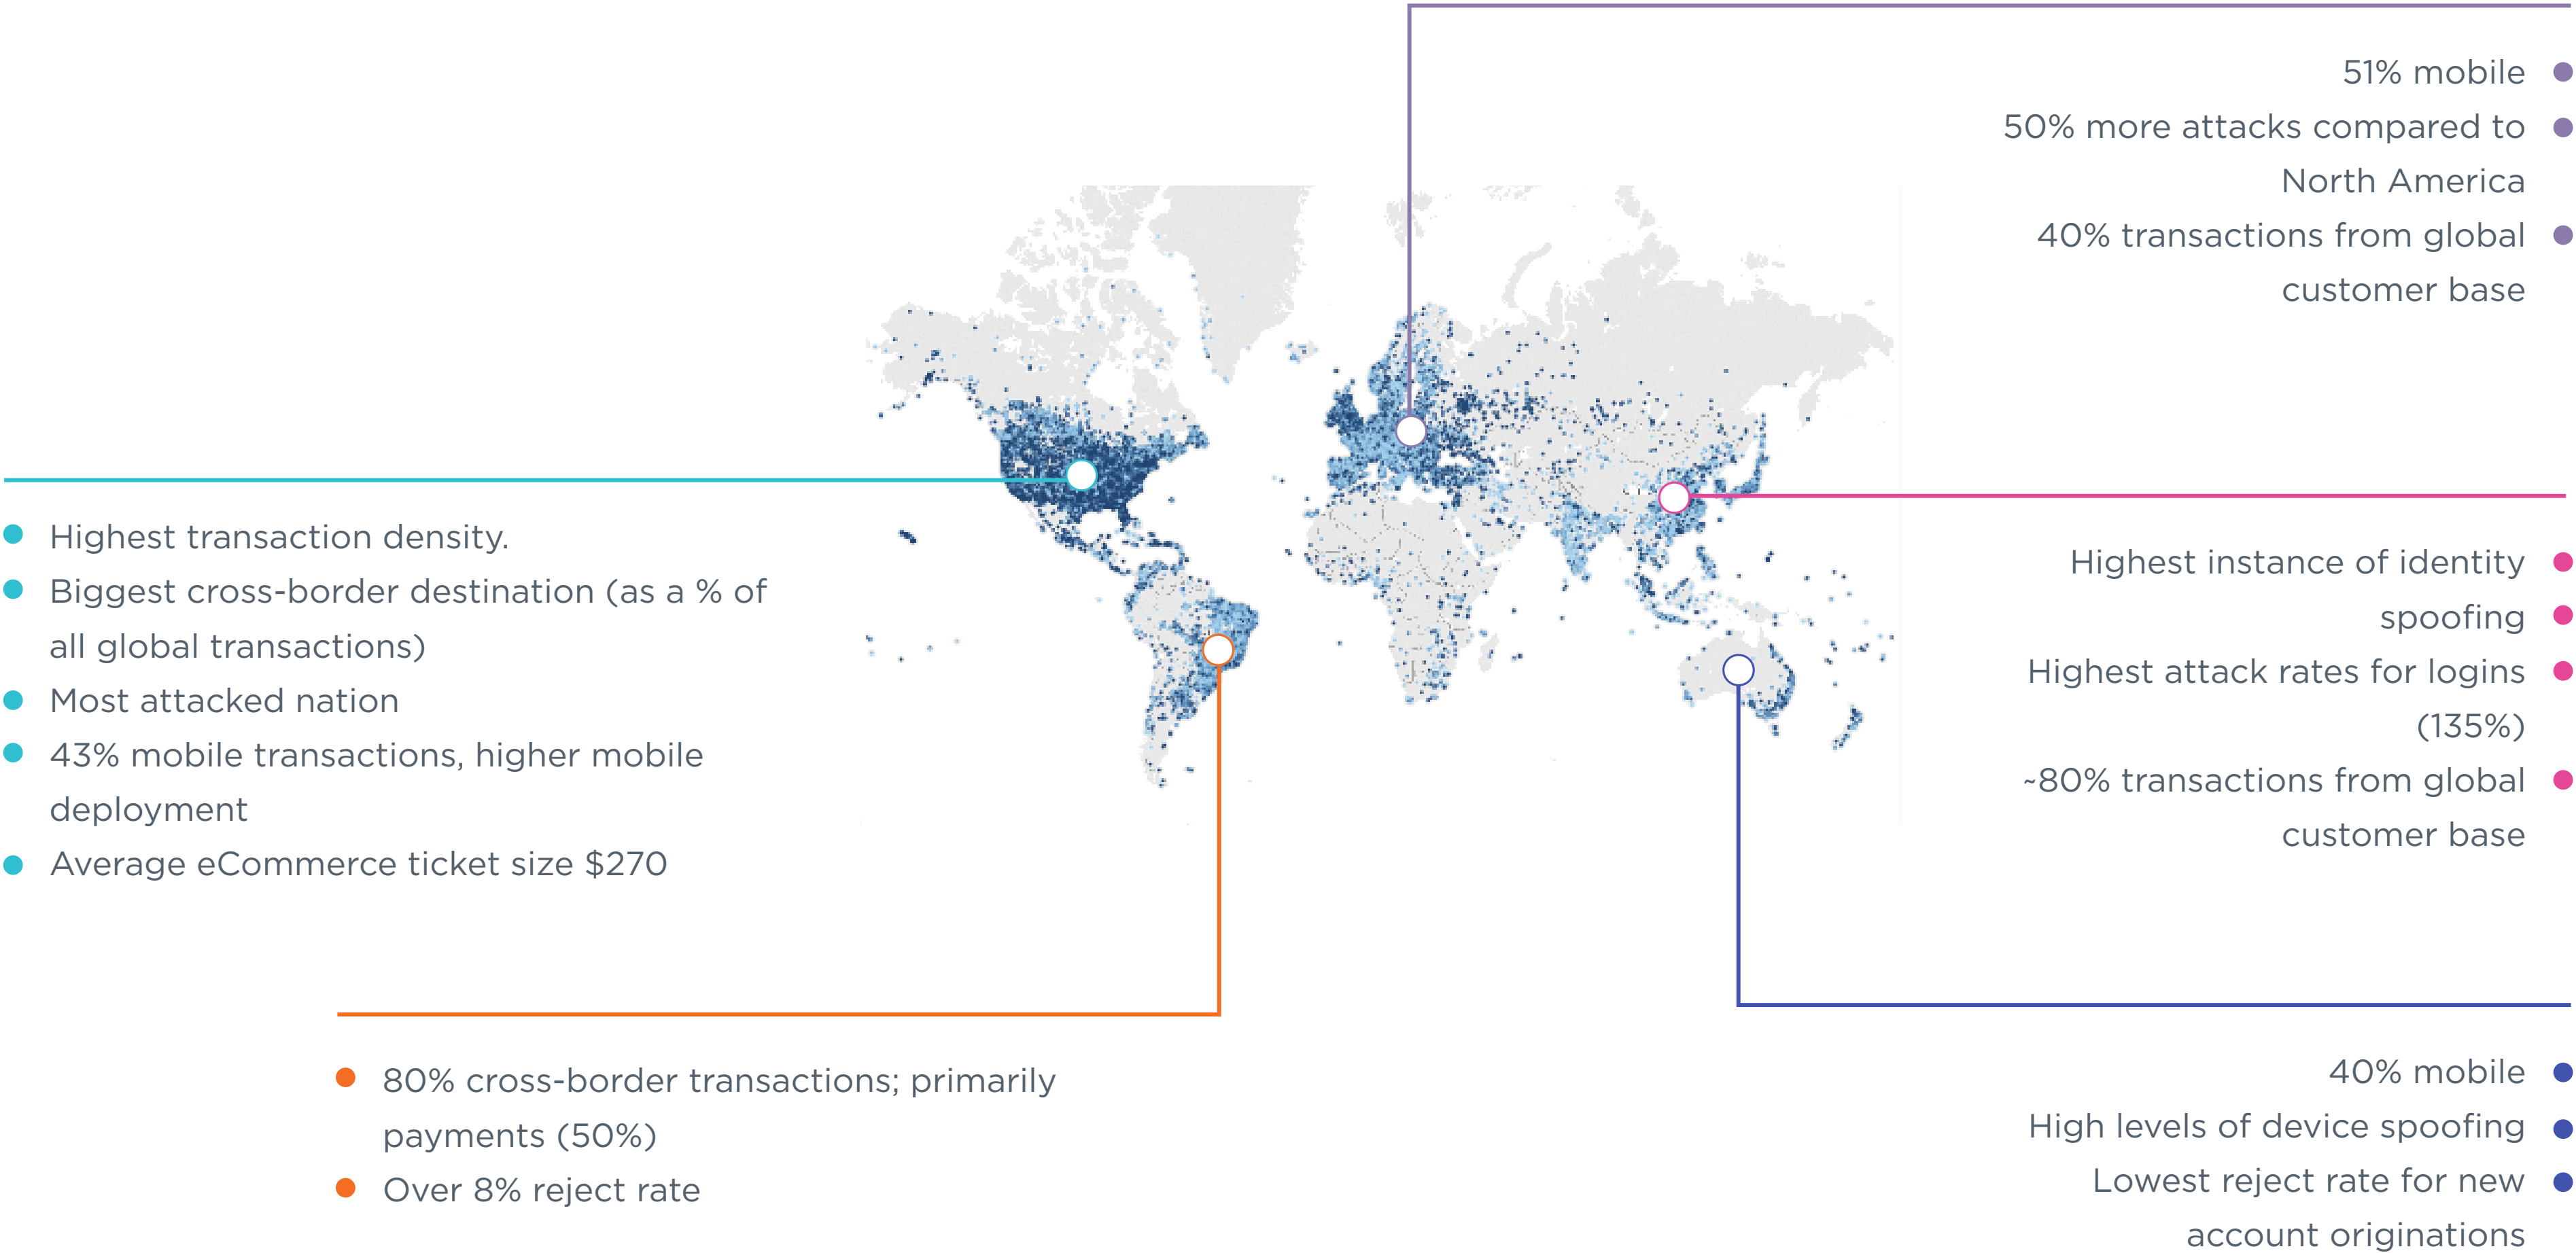 51% mobile
50% more attacks compared to
North America
40% transactions from global
customer base
Highest transaction density.
Biggest cross-border destination (as a % of
all global transactions)
Most attacked nation
43% mobile transactions, higher mobile
deployment
Average eCommerce ticket size $270
Highest instance of identity
spoofing
Highest attack rates for logins
(135%)
~80% transactions from global
customer base
80% cross-border transactions; primarily
payments (50%)
Over 8% reject rate
40% mobile
High levels of device spoofing
Lowest reject rate for new
account originations